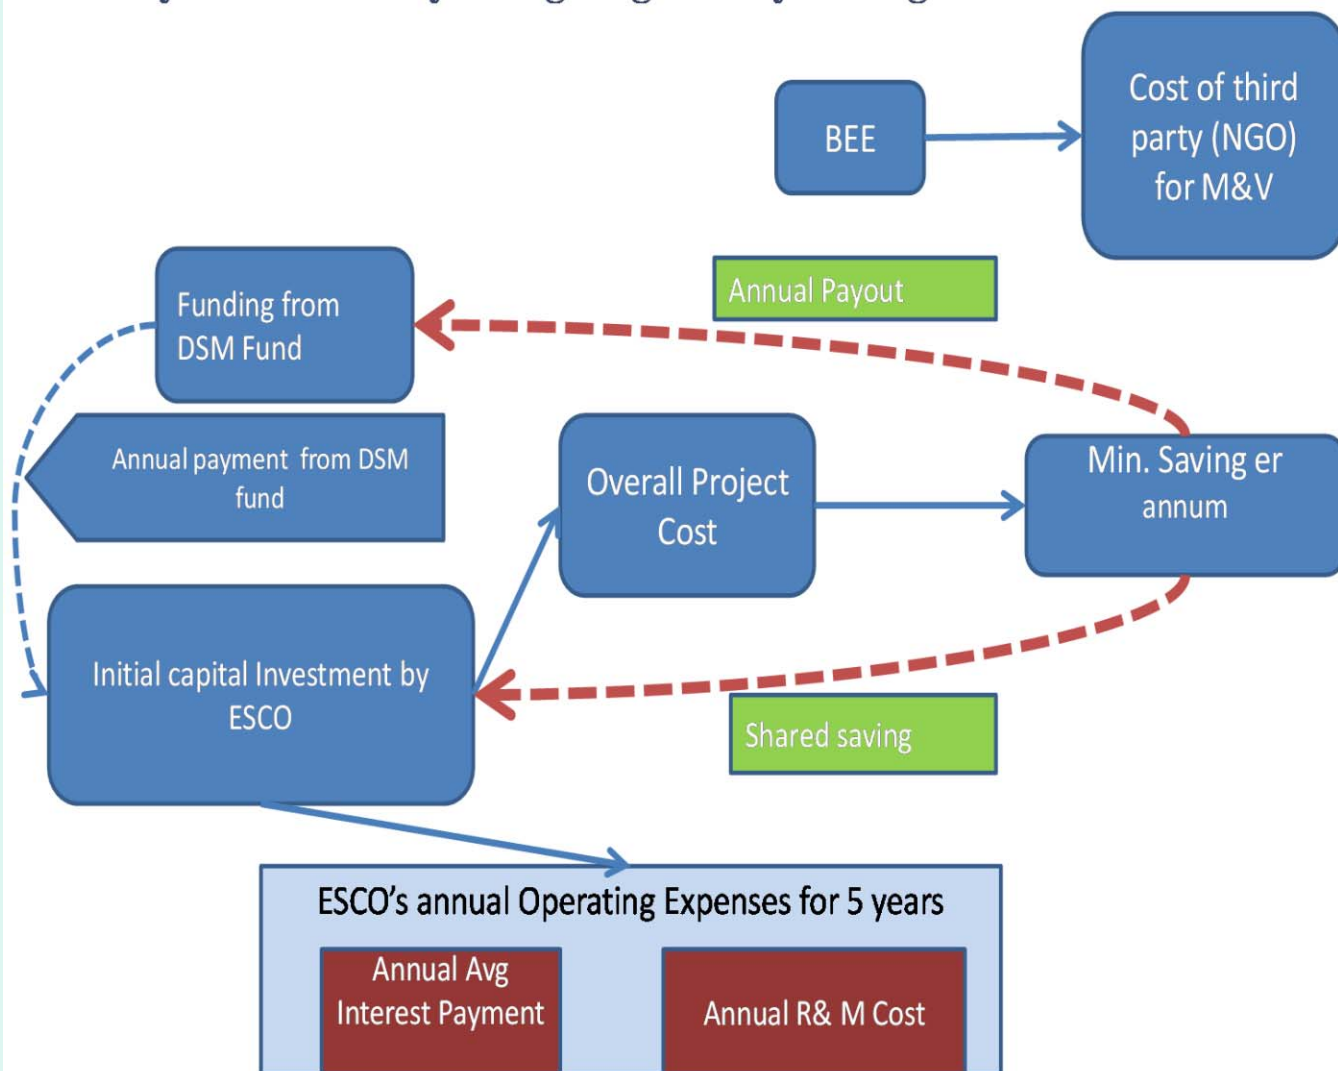 BEE
Cost of third
party (NGO)
for M&V
Annual Payout
Funding from
DSM Fund
Annual payment from DSM
fund
Overall Project
Cost
Min. Saving er
annum
Initial capital Investment by
ESCO
Shared saving
ESCO's annual Operating Expenses for 5 years
Annual Avg
Interest Payment
Annual R& M Cost